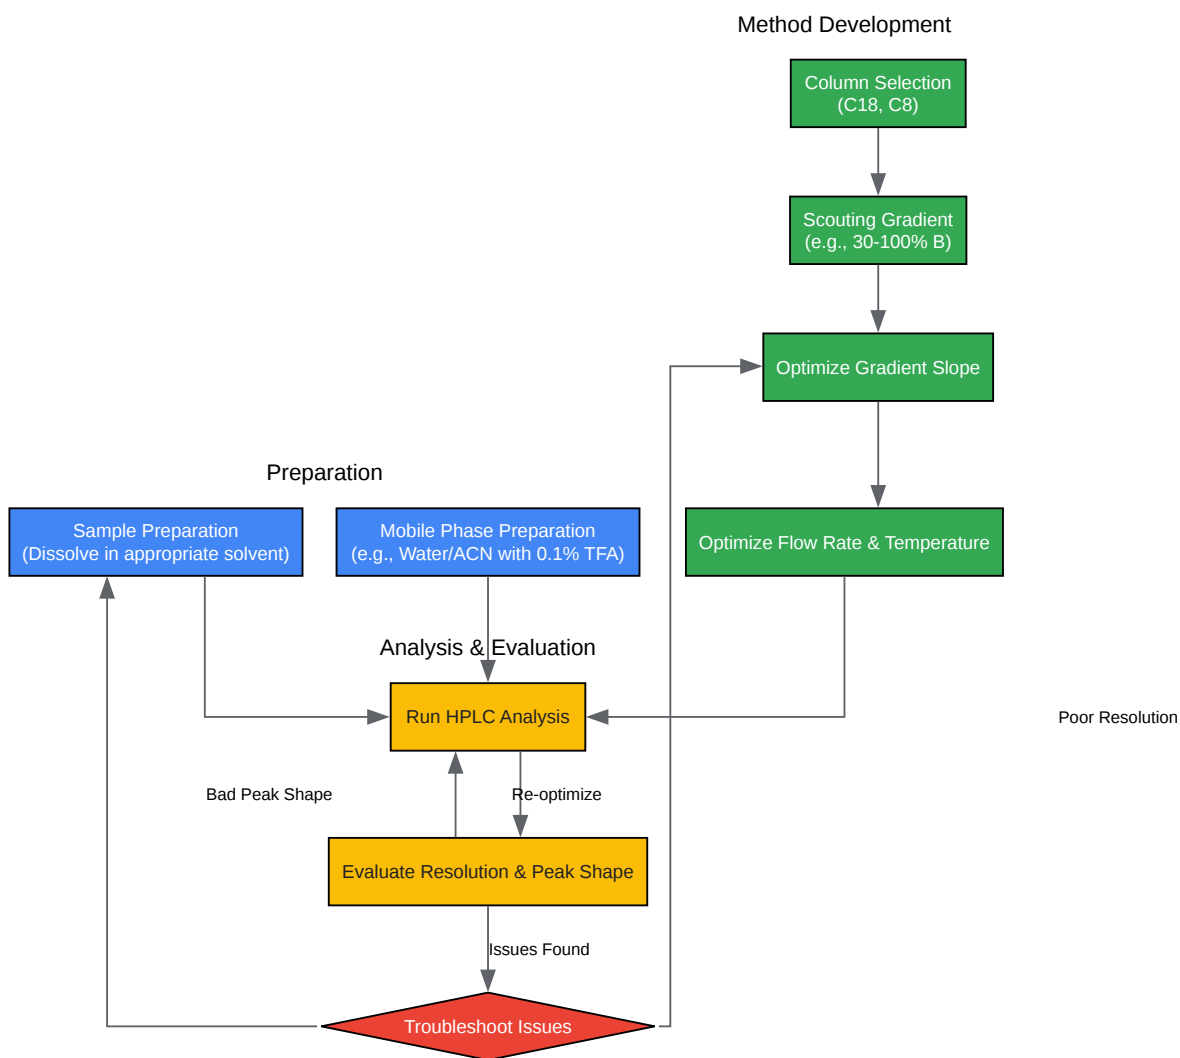 Method Development
Column Selection
(C18, C8)
Scouting Gradient
(e.g., 30-100% B)
Optimize Gradient Slope
Preparation
Sample Preparation
(Dissolve in appropriate solvent)
Mobile Phase Preparation
(e.g., Water/ACN with 0.1% TFA)
Optimize Flow Rate & Temperature
Analysis & Evaluation
Run HPLC Analysis
Poor Resolution
Bad Peak Shape
Re-optimize
Evaluate Resolution & Peak Shape
Issues Found
Troubleshoot Issues